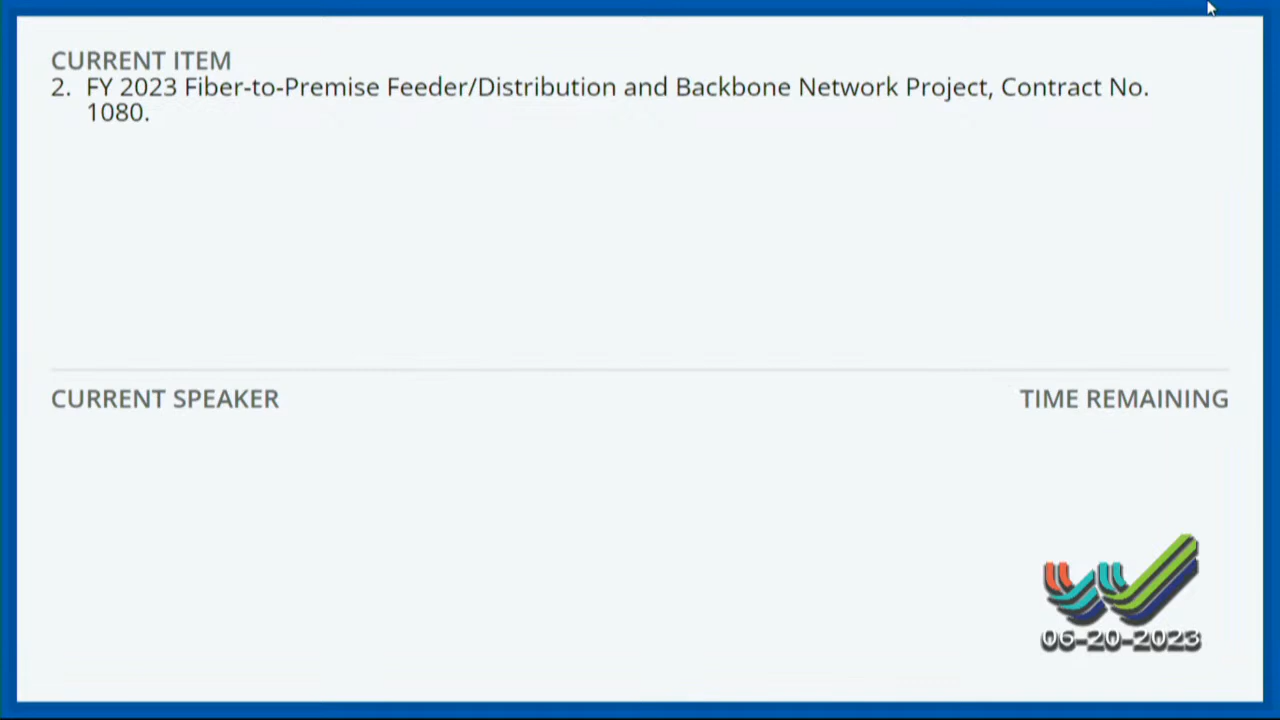 CURRENT ITEM
2. FY 2023 Fiber-to-Premise Feeder/Distribution and Backbone Network Project, Contract No.
1080.
CURRENT SPEAKER
TIME REMAINING
06-20-2023